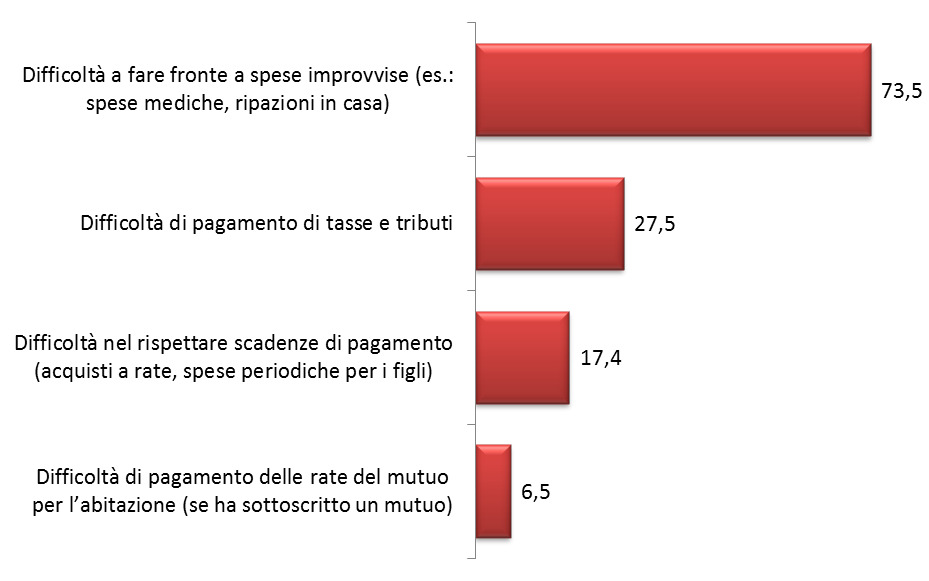 Difficoltà a fare fronte a spese improvvise (es.:
spese mediche, ripazioni in casa)
73,5
Difficoltà di pagamento di tasse e tributi
27,5
Difficoltà nel rispettare scadenze di pagamento
(acquisti a rate, spese periodiche per i figli)
17,4
Difficoltà di pagamento delle rate del mutuo
per l’abitazione (se ha sottoscritto un mutuo)
6,5